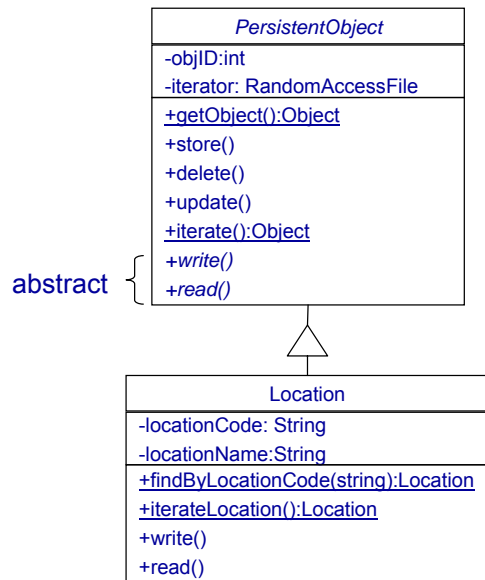 PersistentObject
-objID:int
-iterator: RandomAccessFile
+getObject():Object
+store()
+delete()
+update()
+iterate():Object
+write()
abstract
+read()
Location
-locationCode: String
-locationName:String
+findByLocationCode(string):Location
+iterateLocation():Location
+write()
+read()